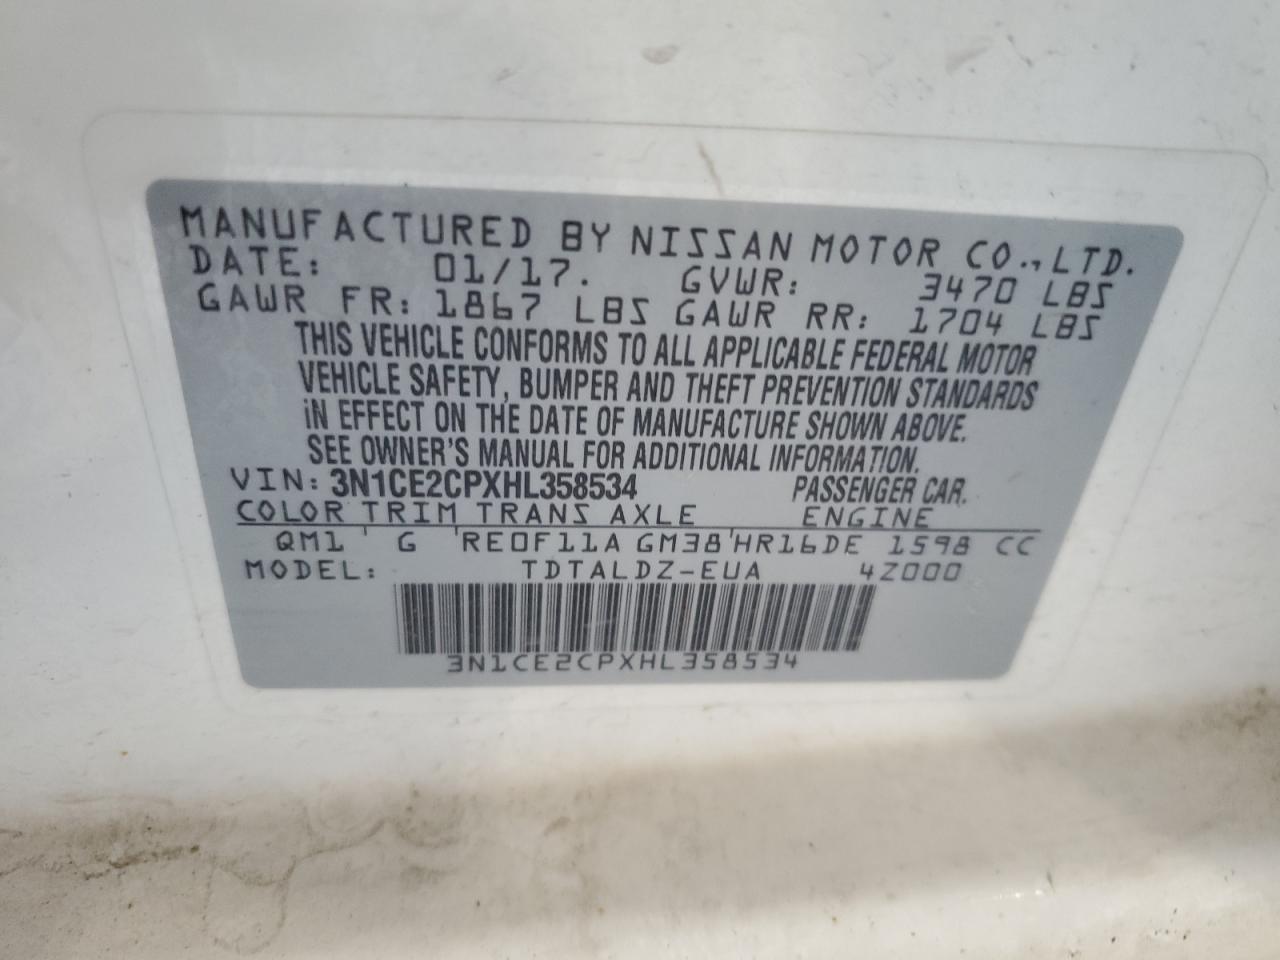 MANUFACTURED BY NISSAN MOTOR CO., LTD.
DATE: 01/17. GVWR: 3470 LBS
GAWR FR: 1867 LBS GAWR RR: 1704 LBS
THIS VEHICLE CONFORMS TO ALL APPLICABLE FEDERAL MOTOR
VEHICLE SAFETY, BUMPER AND THEFT PREVENTION STANDARDS
IN EFFECT ON THE DATE OF MANUFACTURE SHOWN ABOVE.
SEE OWNER'S MANUAL FOR ADDITIONAL INFORMATION.
VIN: 3N1CE2CPXHL358534 PASSENGER CAR.
COLOR TRIM TRANS AXLE ENGINE
QM1 ' G 'RE0F11A GM38'HR16DE 1598 CC
MODEL: TDTALDZ-EUA 4Z000
3N1CE2CPXHL358534